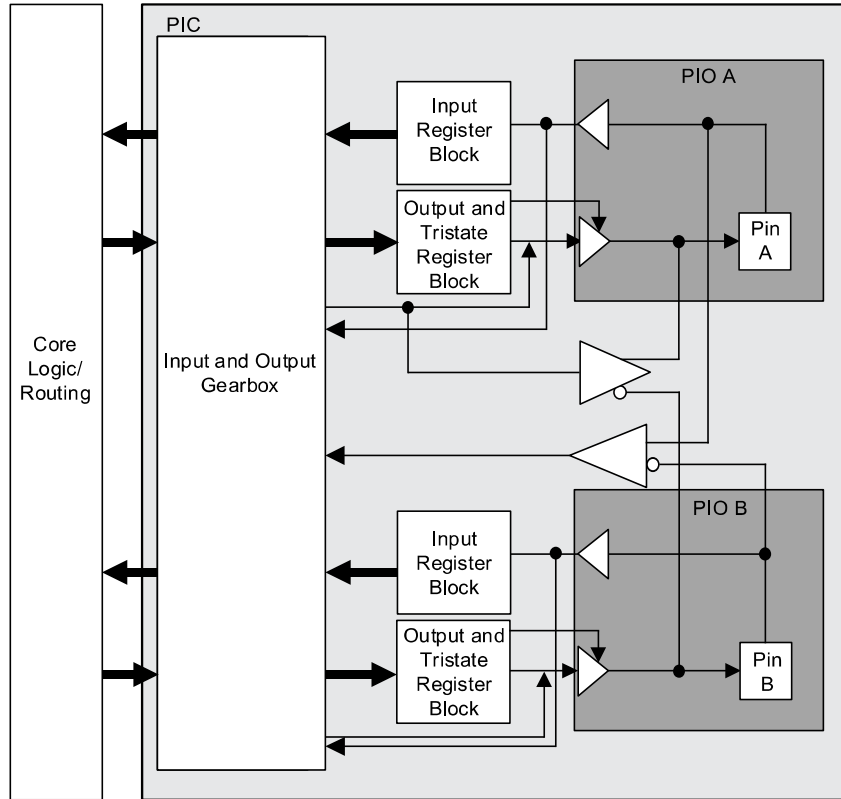 PIC
PIO A
Input
Register
Block
Output and
Tristate
Register
Block
Pin
A
Core
Logic/
Routing
Input and Output
Gearbox
PIO B
Input
Register
Block
Output and
Tristate
Register
Block
Pin
B